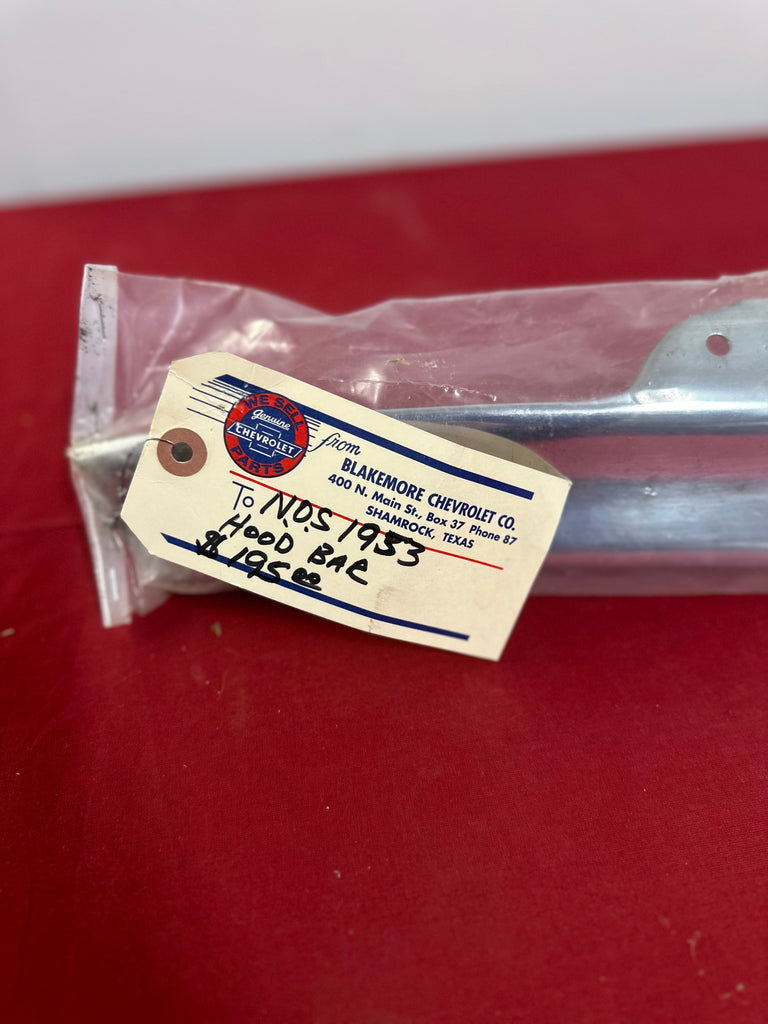 WE SELL
Genuine
CHEVROLET
PARTS
from
BLAKEMORE CHEVROLET CO.
400 N. Main St., Box 37 Phone 87
SHAMROCK, TEXAS
To N.O.S 1953
HOOD BAR
$195.00